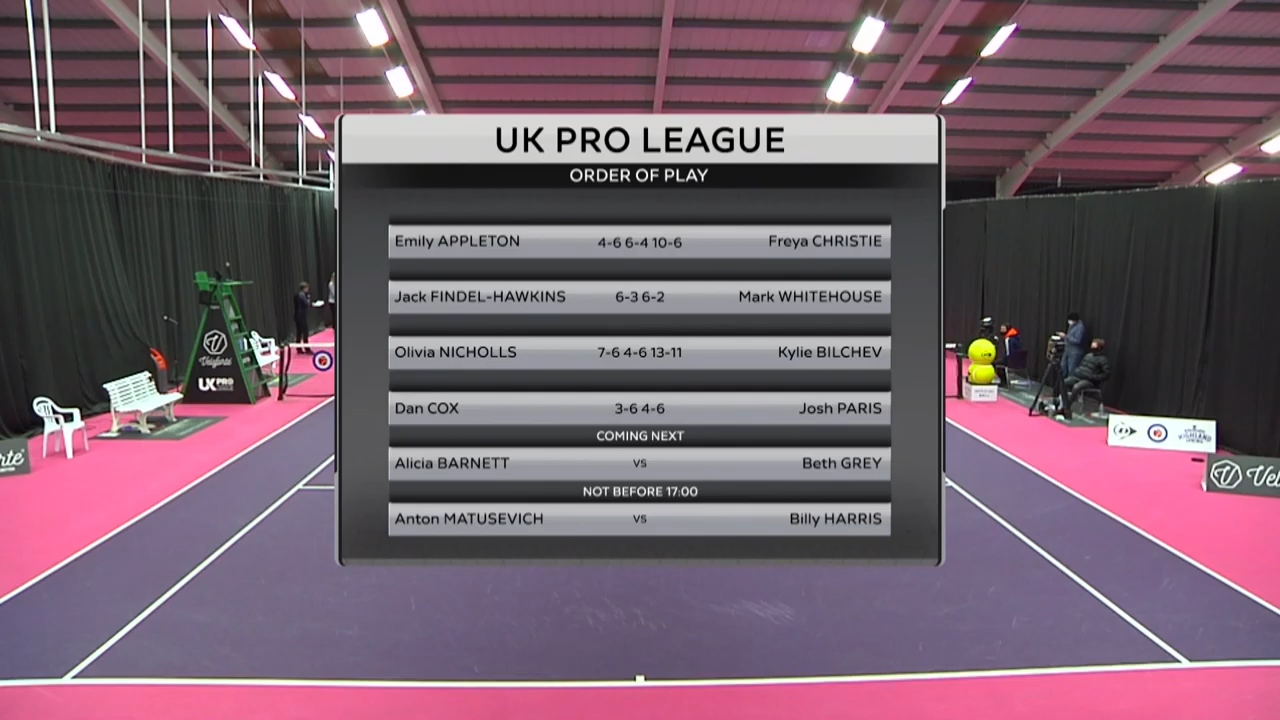 UK PRO LEAGUE
ORDER OF PLAY
Emily APPLETON 4-6 6-4 10-6 Freya CHRISTIE
Jack FINDEL-HAWKINS 6-3 6-2 Mark WHITEHOUSE
Olivia NICHOLLS 7-6 4-6 13-11 Kylie BILCHEV
Dan COX 3-6 4-6 Josh PARIS
COMING NEXT
Alicia BARNETT VS Beth GREY
NOT BEFORE 17:00
Anton MATUSEVICH VS Billy HARRIS
UK PRO
LEAGUE
HIGHLAND